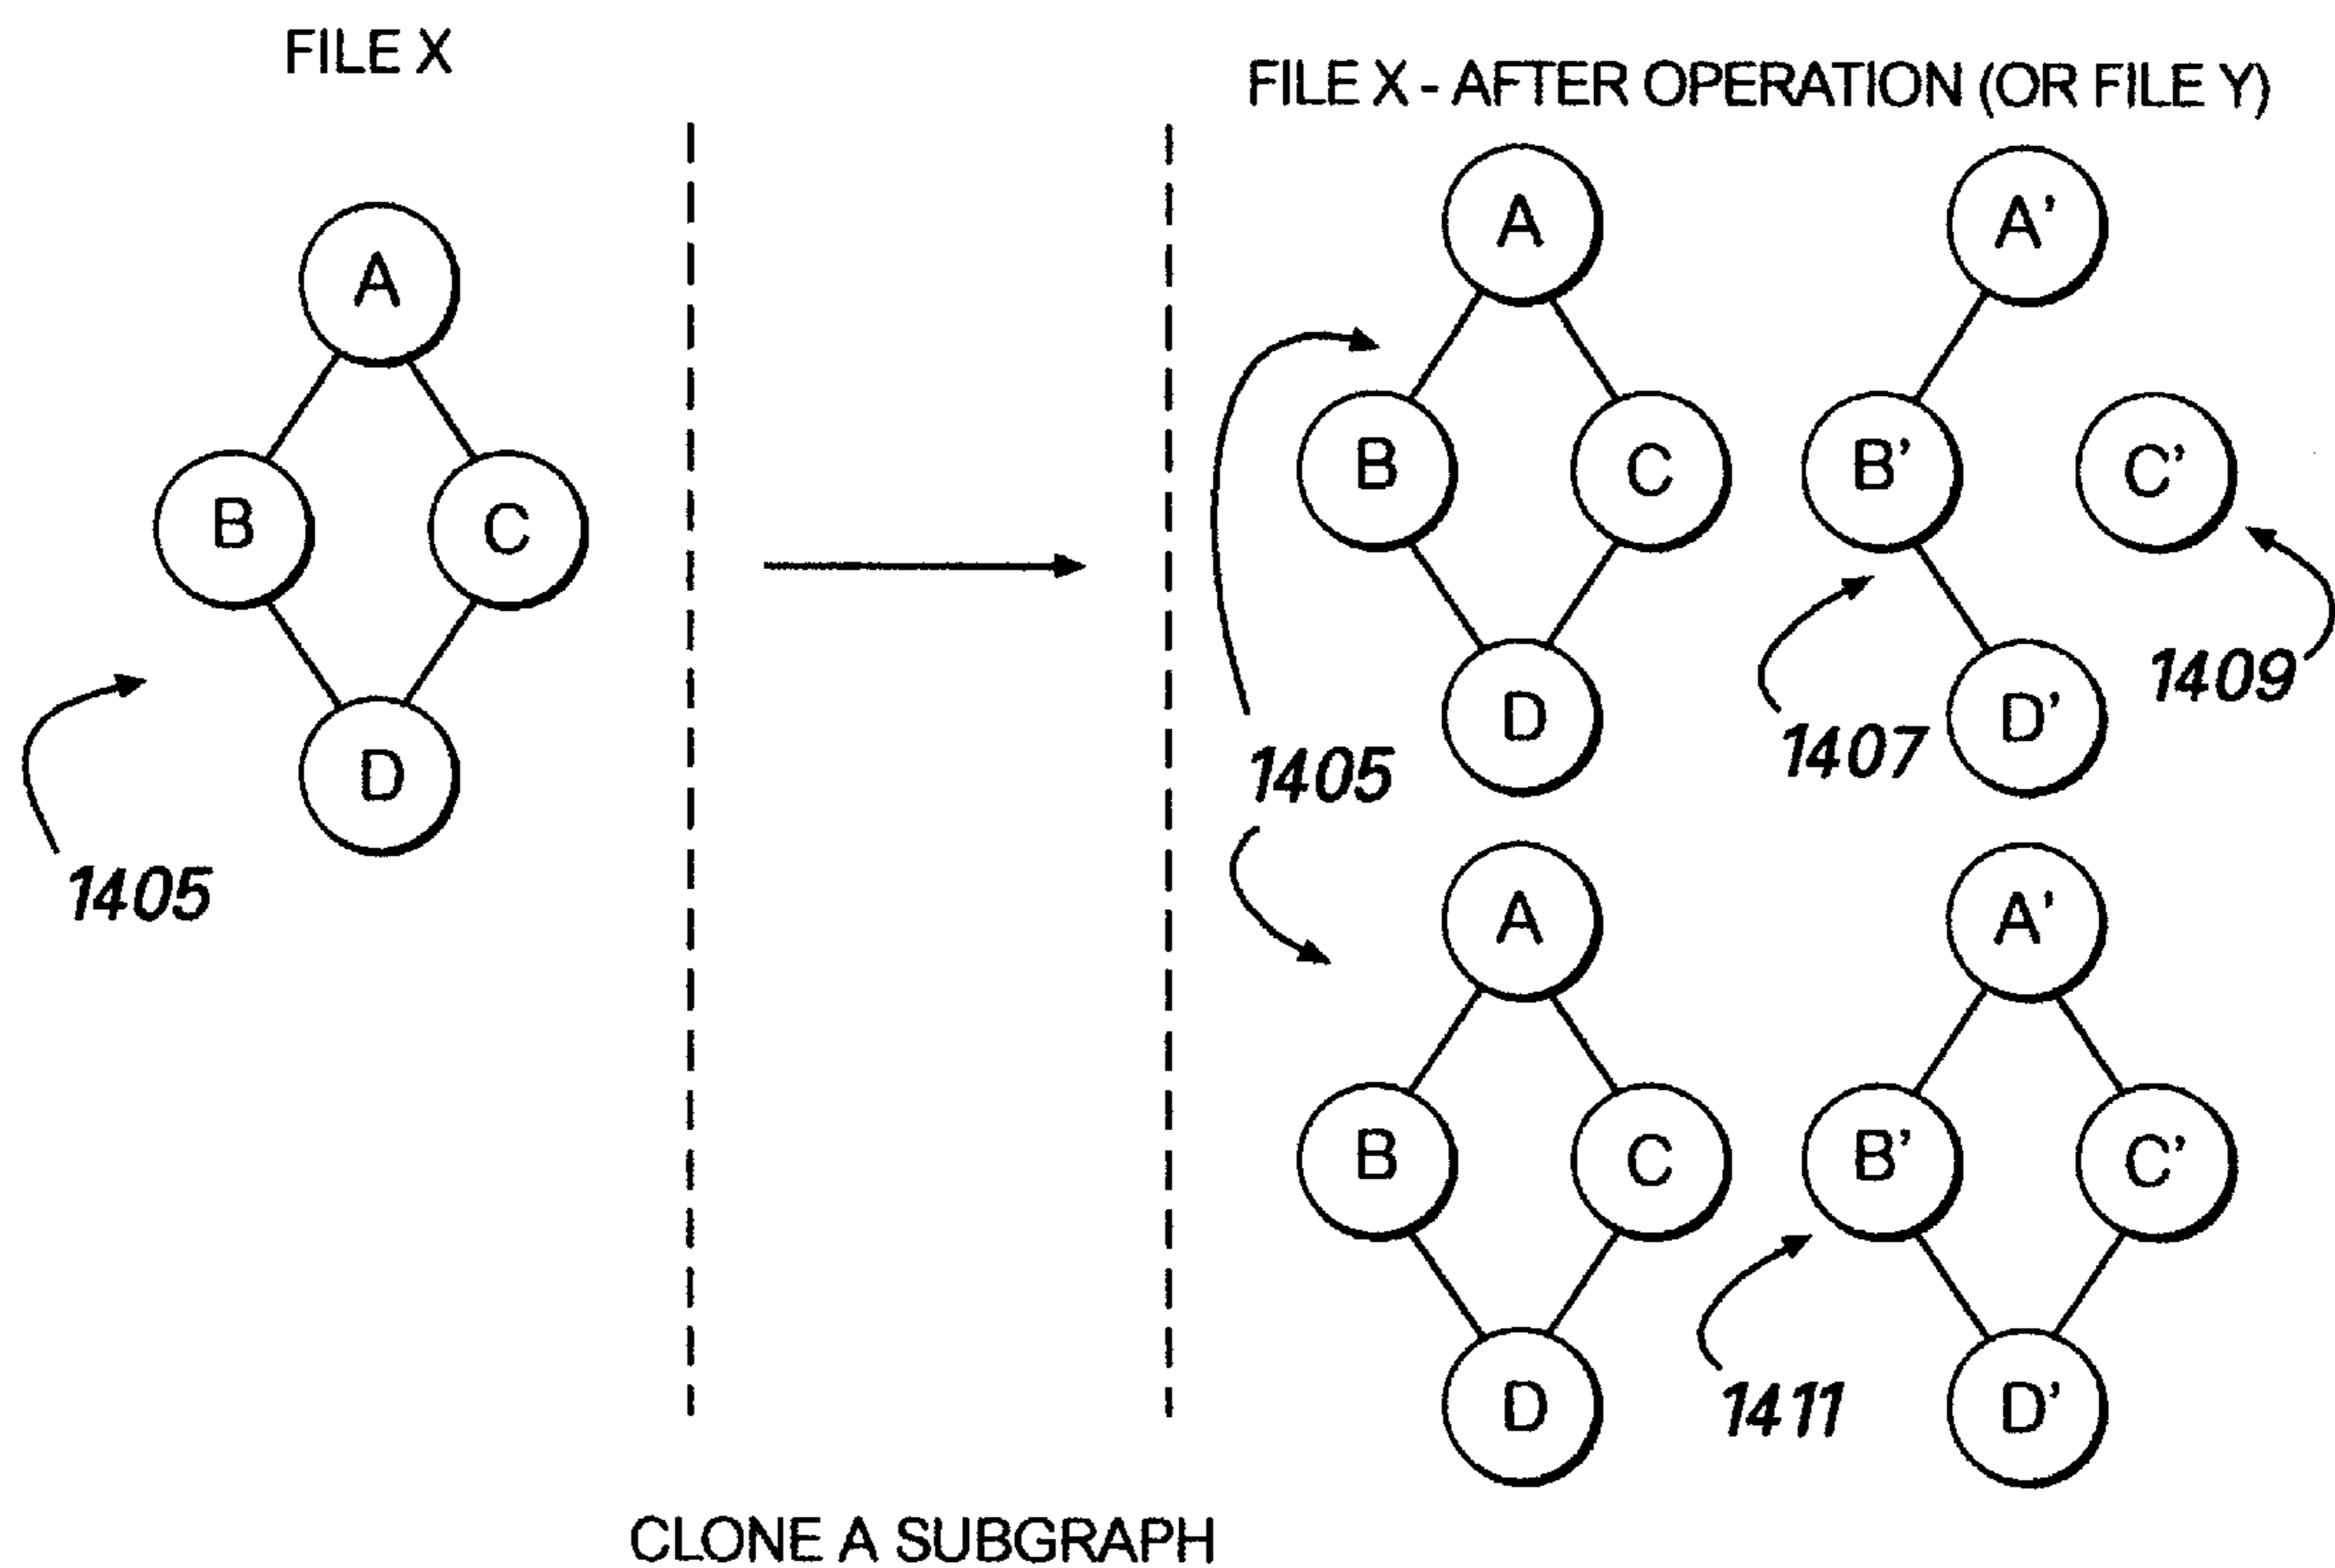 FILE X
FILE X - AFTER OPERATION (OR FILE Y)
A
B
C
D
1405
A
B
C
D
1405
A'
B'
C'
D'
1407
1409
A
B
C
D
A'
B'
C'
D'
1411
CLONE A SUBGRAPH